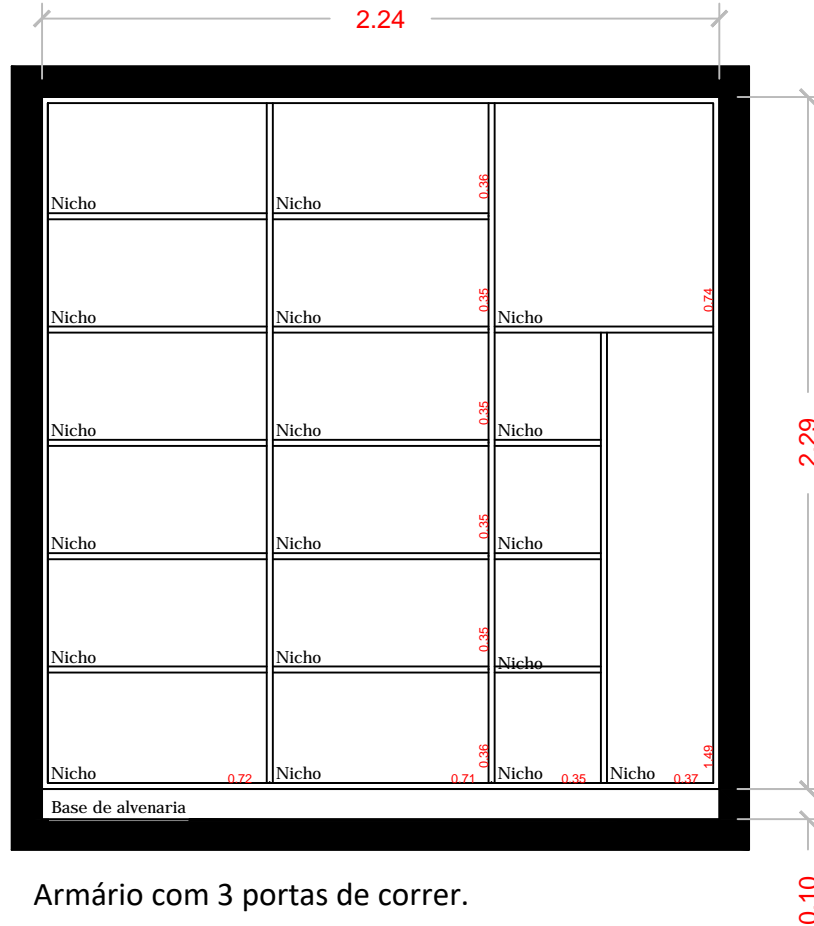 2.24
Nicho Nicho 0.36
Nicho Nicho 0.35 Nicho 0.74
Nicho Nicho 0.35 Nicho
2.29
Nicho Nicho 0.35 Nicho
Nicho Nicho 0.35 Nicho
Nicho 0.72 Nicho 0.71 0.36 Nicho 0.35 Nicho 0.37 1.49
Base de alvenaria
Armário com 3 portas de correr.
0.10